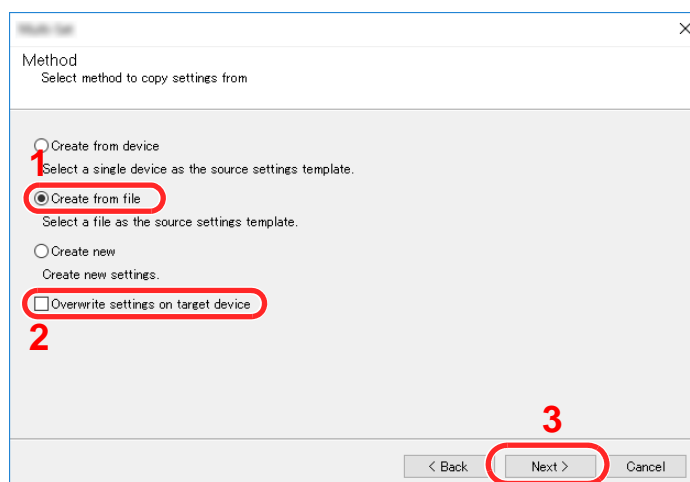 Method
Select method to copy settings from
Create from device
1
Select a single device as the source settings template.
Create from file
Select a file as the source settings template.
Create new
Create new settings.
Overwrite settings on target device
2
3
< Back Next > Cancel